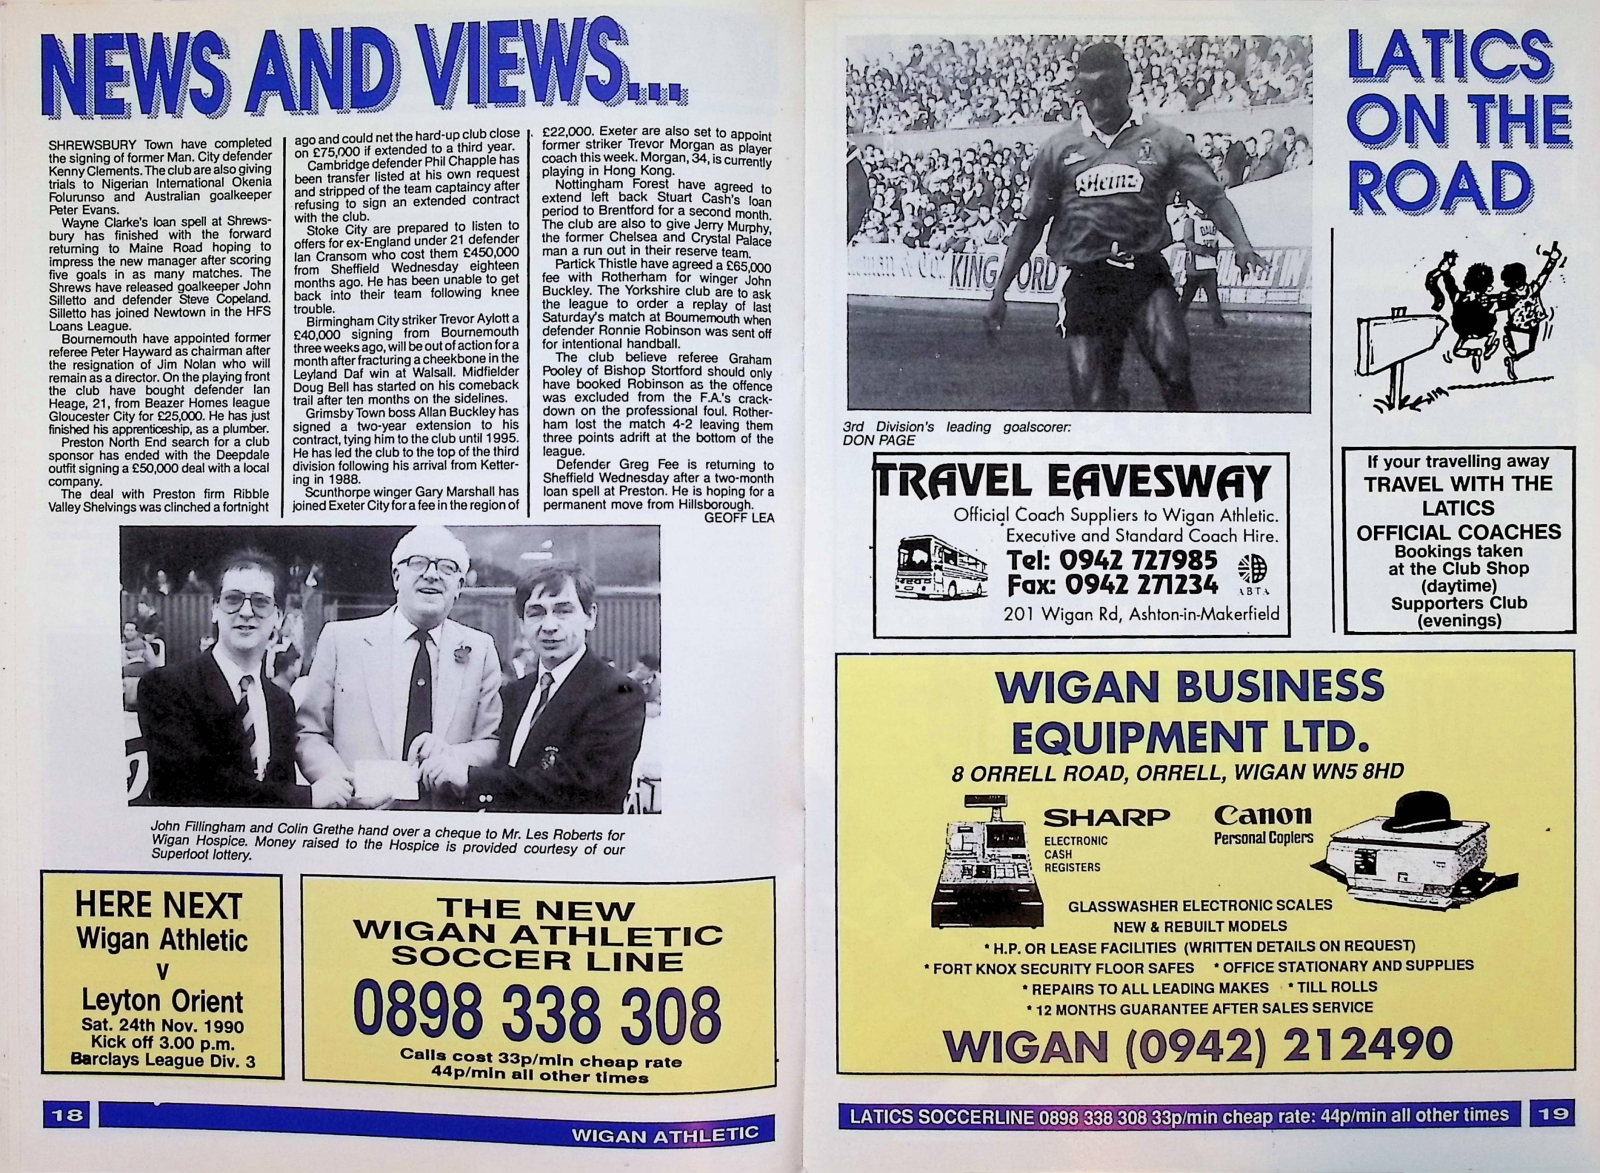 NEWS AND VIEWS...
SHREWSBURY Town have completed
the signing of former Man. City defender
Kenny Clements. The club are also giving
trials to Nigerian International Okenia
Folurunso and Australian goalkeeper
Peter Evans.
Wayne Clarke's loan spell at Shrews-
bury has finished with the forward
returning to Maine Road hoping to
impress the new manager after scoring
five goals in as many matches. The
Shrews have released goalkeeper John
Silletto and defender Steve Copeland.
Silletto has joined Newtown in the HFS
Loans League.
Bournemouth have appointed former
referee Peter Hayward as chairman after
the resignation of Jim Nolan who will
remain as a director. On the playing front
the club have bought defender Ian
Heage, 21, from Beazer Homes league
Gloucester City for £25,000. He has just
finished his apprenticeship, as a plumber.
Preston North End search for a club
sponsor has ended with the Deepdale
outfit signing a £50,000 deal with a local
company.
The deal with Preston firm Ribble
Valley Shelvings was clinched a fortnight
ago and could net the hard-up club close
on £75,000 if extended to a third year.
Cambridge defender Phil Chapple has
been transfer listed at his own request
and stripped of the team captaincy after
refusing to sign an extended contract
with the club.
Stoke City are prepared to listen to
offers for ex-England under 21 defender
Ian Cransom who cost them £450,000
from Sheffield Wednesday eighteen
months ago. He has been unable to get
back into their team following knee
trouble.
Birmingham City striker Trevor Aylott a
£40,000 signing from Bournemouth
three weeks ago, will be out of action for a
month after fracturing a cheekbone in the
Leyland Daf win at Walsall. Midfielder
Doug Bell has started on his comeback
trail after ten months on the sidelines.
Grimsby Town boss Allan Buckley has
signed a two-year extension to his
contract, tying him to the club until 1995.
He has led the club to the top of the third
division following his arrival from Ketter-
ing in 1988.
Scunthorpe winger Gary Marshall has
joined Exeter City for a fee in the region of
£22,000. Exeter are also set to appoint
former striker Trevor Morgan as player
coach this week. Morgan, 34, is currently
playing in Hong Kong.
Nottingham Forest have agreed to
extend left back Stuart Cash's loan
period to Brentford for a second month.
The club are also to give Jerry Murphy,
the former Chelsea and Crystal Palace
man a run out in their reserve team.
Partick Thistle have agreed a £65,000
fee with Rotherham for winger John
Buckley. The Yorkshire club are to ask
the league to order a replay of last
Saturday's match at Bournemouth when
defender Ronnie Robinson was sent off
for intentional handball.
The club believe referee Graham
Pooley of Bishop Stortford should only
have booked Robinson as the offence
was excluded from the F.A.'s crack-
down on the professional foul. Rother-
ham lost the match 4-2 leaving them
three points adrift at the bottom of the
league.
Defender Greg Fee is returning to
Sheffield Wednesday after a two-month
loan spell at Preston. He is hoping for a
permanent move from Hillsborough.
GEOFF LEA
John Fillingham and Colin Grethe hand over a cheque to Mr. Les Roberts for
Wigan Hospice. Money raised to the Hospice is provided courtesy of our
Superloot lottery.
HERE NEXT
Wigan Athletic
v
Leyton Orient
Sat. 24th Nov. 1990
Kick off 3.00 p.m.
Barclays League Div. 3
THE NEW
WIGAN ATHLETIC
SOCCER LINE
0898 338 308
Calls cost 33p/min cheap rate
44p/min all other times
18
WIGAN ATHLETIC
Heinz
KING
FORD
3rd Division's leading goalscorer:
DON PAGE
LATICS
ON THE
ROAD
TRAVEL EAVESWAY
Official Coach Suppliers to Wigan Athletic.
Executive and Standard Coach Hire.
Tel: 0942 727985
Fax: 0942 271234
ABTA
201 Wigan Rd, Ashton-in-Makerfield
If your travelling away
TRAVEL WITH THE
LATICS
OFFICIAL COACHES
Bookings taken
at the Club Shop
(daytime)
Supporters Club
(evenings)
WIGAN BUSINESS
EQUIPMENT LTD.
8 ORRELL ROAD, ORRELL, WIGAN WN5 8HD
SHARP
ELECTRONIC
CASH
REGISTERS
Canon
Personal Copiers
GLASSWASHER ELECTRONIC SCALES
NEW & REBUILT MODELS
* H.P. OR LEASE FACILITIES (WRITTEN DETAILS ON REQUEST)
* FORT KNOX SECURITY FLOOR SAFES * OFFICE STATIONARY AND SUPPLIES
* REPAIRS TO ALL LEADING MAKES * TILL ROLLS
* 12 MONTHS GUARANTEE AFTER SALES SERVICE
WIGAN (0942) 212490
LATICS SOCCERLINE 0898 338 308 33p/min cheap rate: 44p/min all other times
19